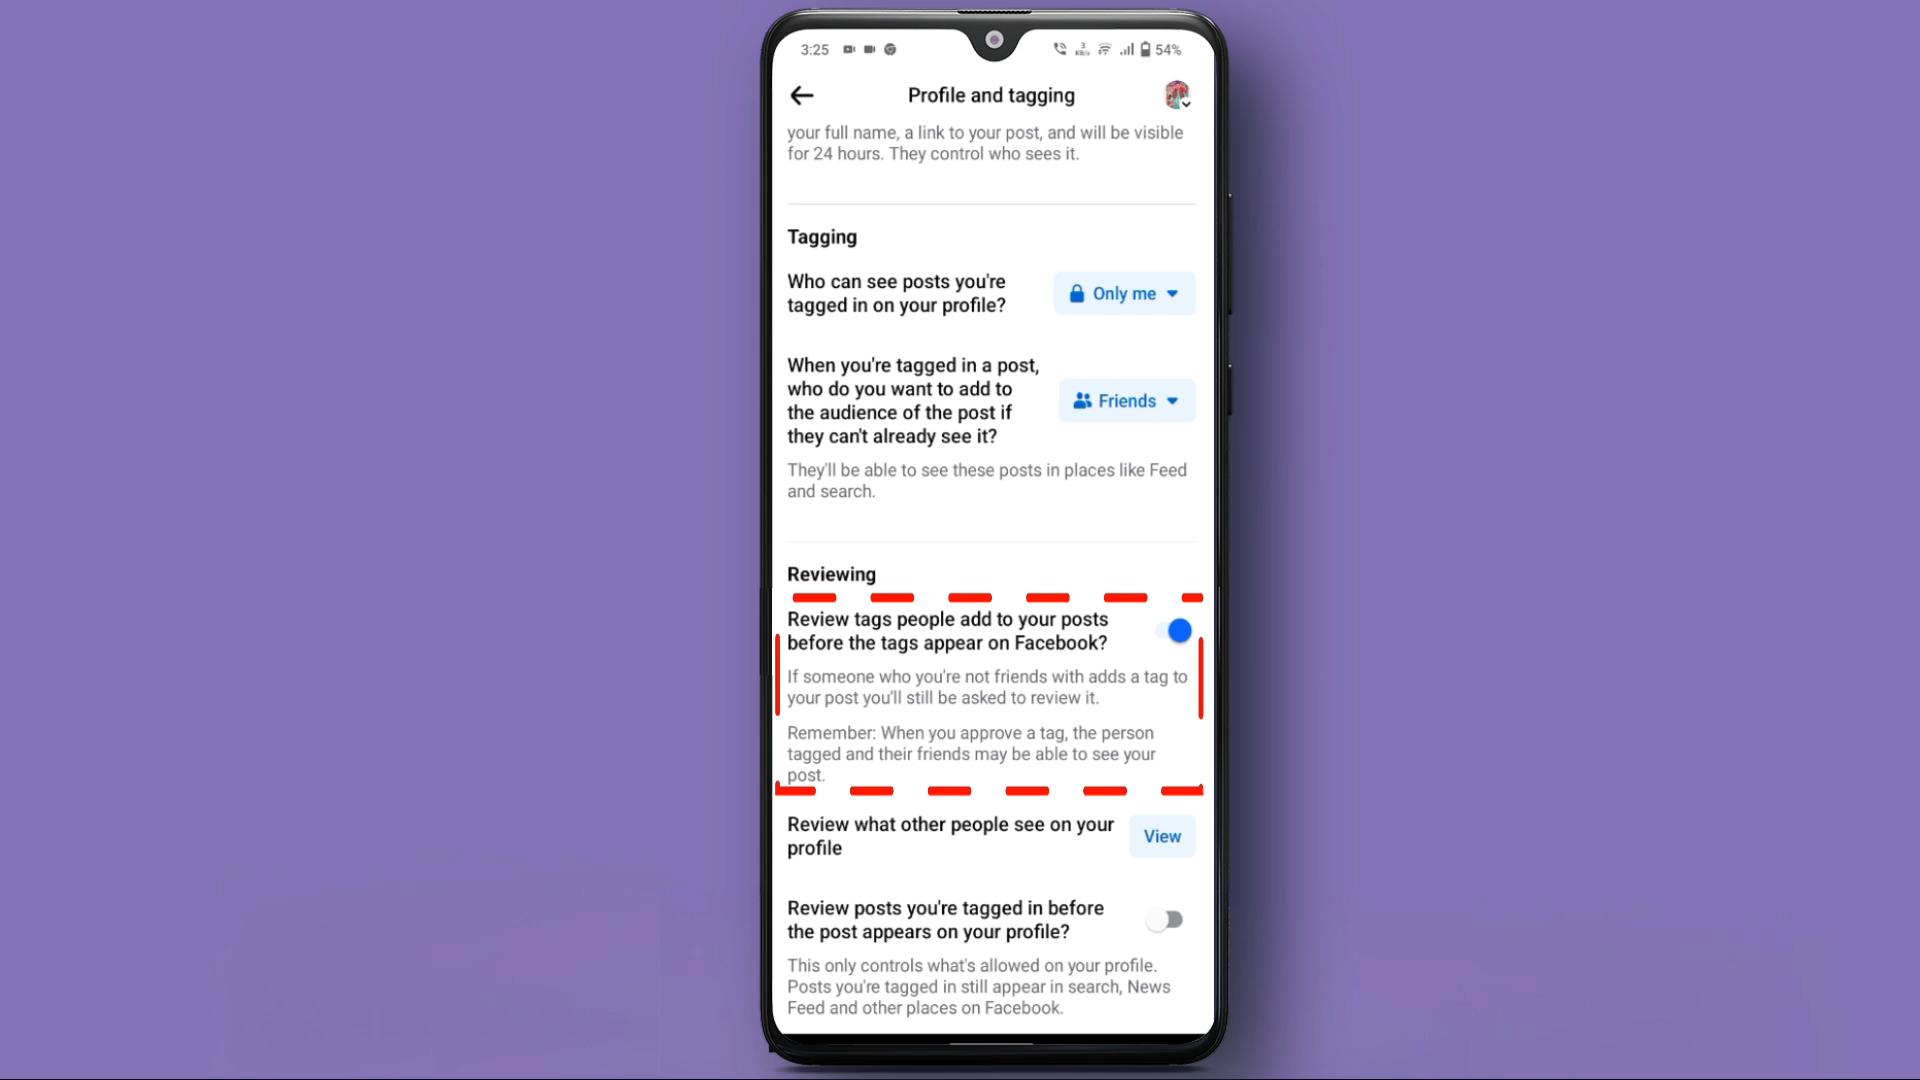 3:25
54%
Profile and tagging
your full name, a link to your post, and will be visible
for 24 hours. They control who sees it.
Tagging
Who can see posts you're
tagged in on your profile?
Only me
When you're tagged in a post,
who do you want to add to
the audience of the post if
they can't already see it?
Friends
They'll be able to see these posts in places like Feed
and search.
Reviewing
Review tags people add to your posts
before the tags appear on Facebook?
If someone who you're not friends with adds a tag to
your post you'll still be asked to review it.
Remember: When you approve a tag, the person
tagged and their friends may be able to see your
post.
Review what other people see on your
profile
View
Review posts you're tagged in before
the post appears on your profile?
This only controls what's allowed on your profile.
Posts you're tagged in still appear in search, News
Feed and other places on Facebook.